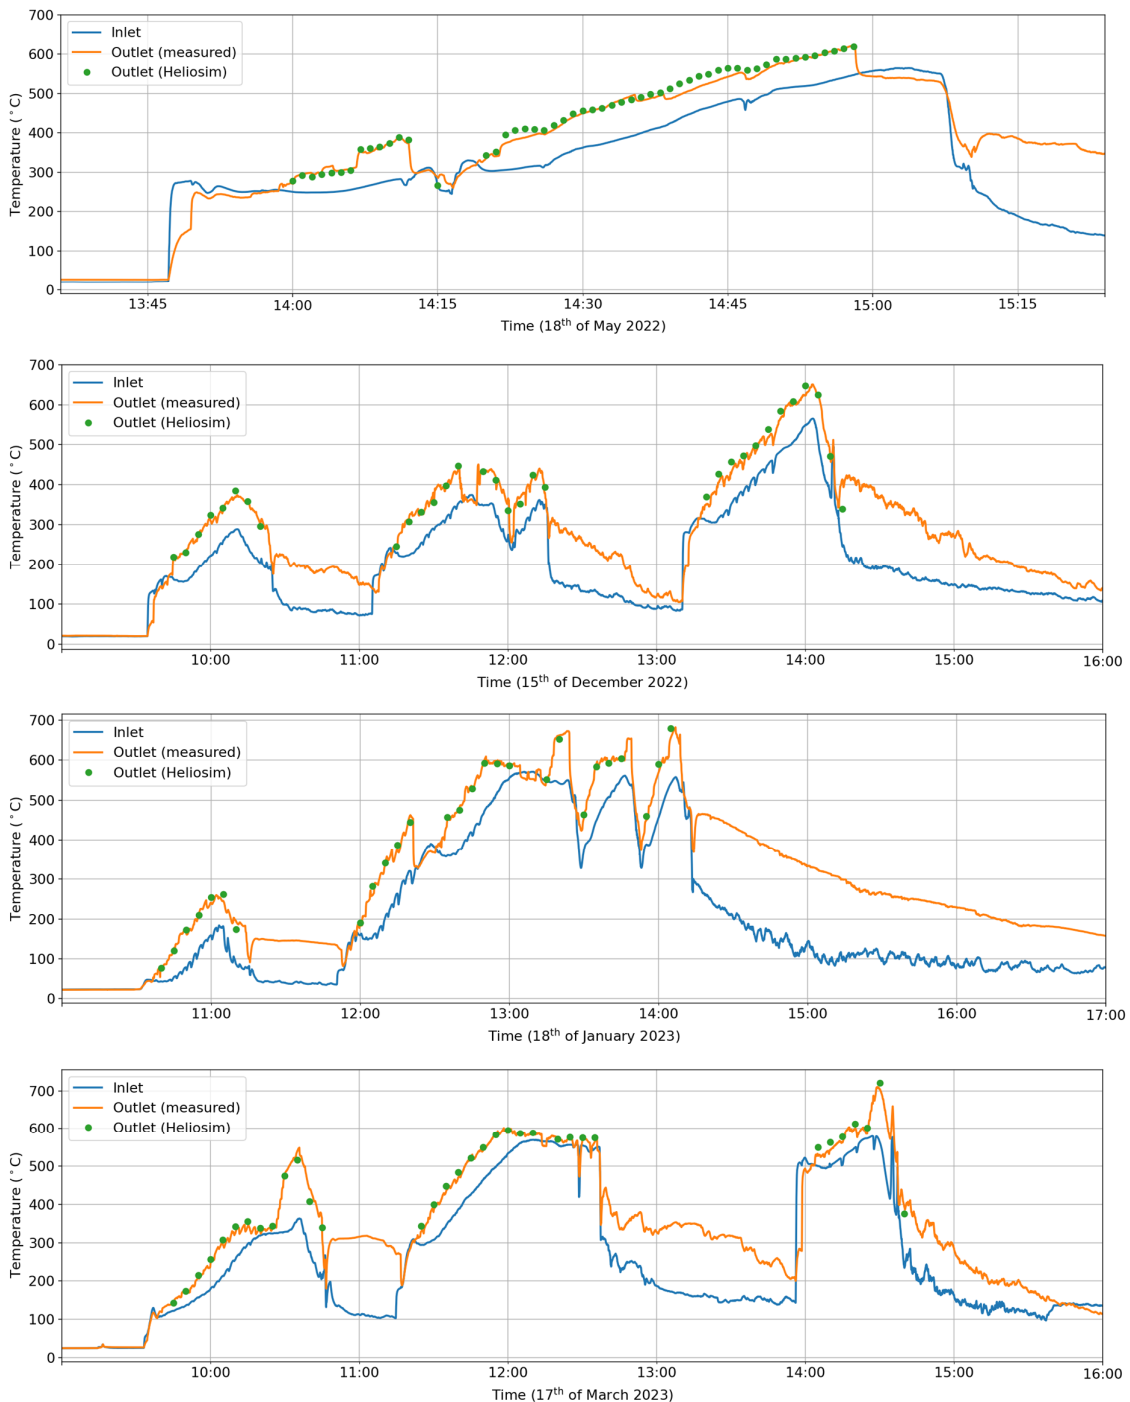 700
600
500
400
300
200
100
0
Temperature (°C)
Inlet
Outlet (measured)
Outlet (Heliosim)
13:45 14:00 14:15 14:30 14:45 15:00 15:15
Time (18th of May 2022)
700
600
500
400
300
200
100
0
Temperature (°C)
Inlet
Outlet (measured)
Outlet (Heliosim)
10:00 11:00 12:00 13:00 14:00 15:00 16:00
Time (15th of December 2022)
700
600
500
400
300
200
100
0
Temperature (°C)
Inlet
Outlet (measured)
Outlet (Heliosim)
11:00 12:00 13:00 14:00 15:00 16:00 17:00
Time (18th of January 2023)
700
600
500
400
300
200
100
0
Temperature (°C)
Inlet
Outlet (measured)
Outlet (Heliosim)
10:00 11:00 12:00 13:00 14:00 15:00 16:00
Time (17th of March 2023)